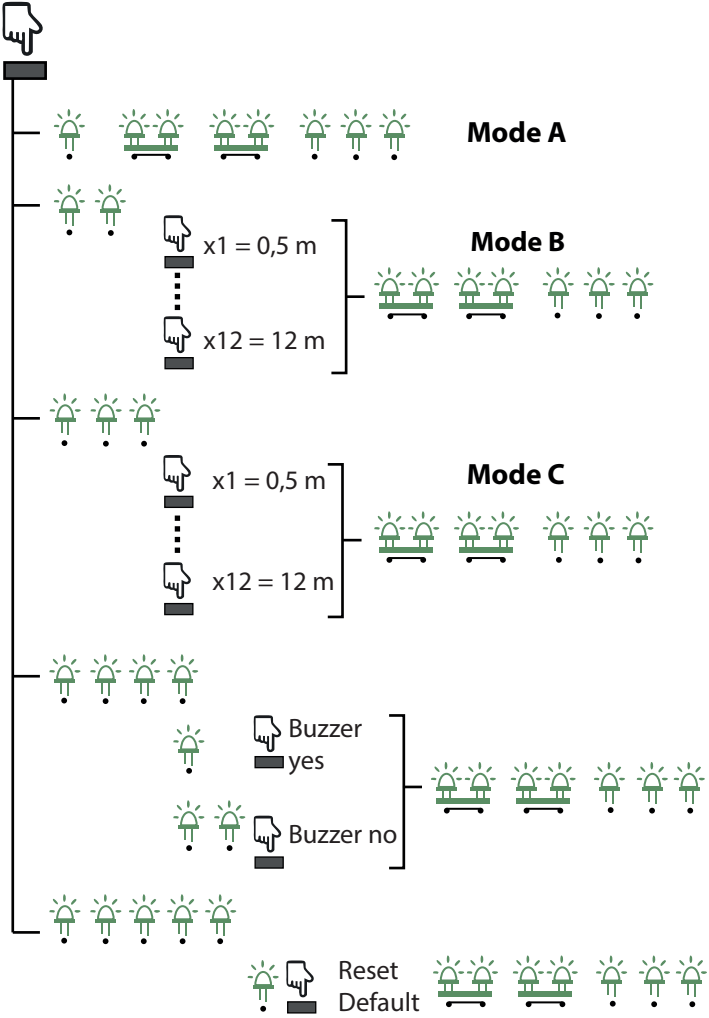 Mode A
Mode B
x1 = 0,5 m
x12 = 12 m
Mode C
x1 = 0,5 m
x12 = 12 m
Buzzer
yes
Buzzer no
Reset
Default